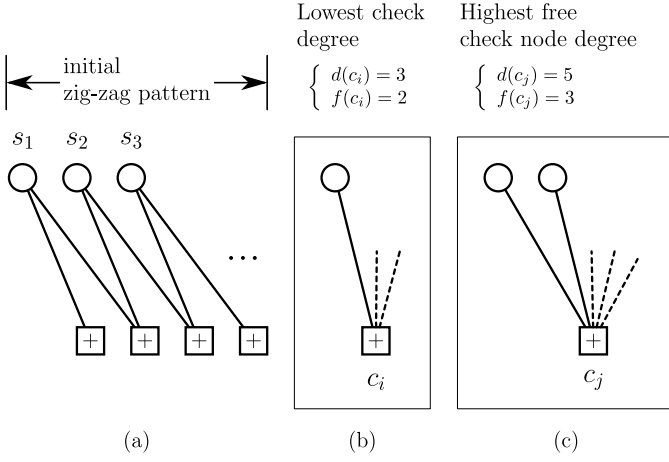 initial
zig-zag pattern
s₁ s₂ s₃
...
+ + + +
(a)
Lowest check
degree
{ d(cᵢ) = 3
f(cᵢ) = 2
+
cᵢ
(b)
Highest free
check node degree
{ d(cⱼ) = 5
f(cⱼ) = 3
+
cⱼ
(c)